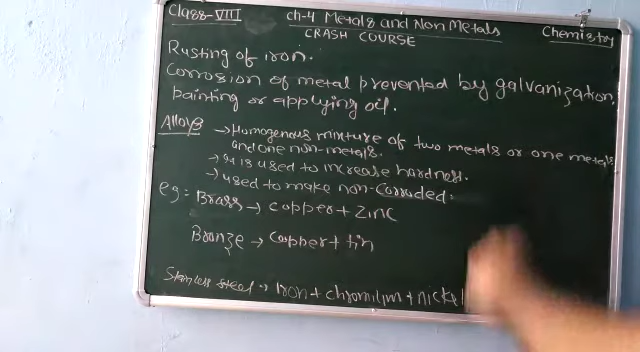 Class-VIII
Ch-4 Metals and Non Metals
Chemistry
CRASH COURSE
Rusting of iron.
Corrosion of metal prevented by galvanization,
painting or applying oil.
Alloys → Homogenous mixture of two metals or one metals
and one non-metals.
→ It is used to increase hardness.
→ used to make non-Corroded:
eg:- Brass → Copper + Zinc
Bronze → Copper + tin
Stainless steel → Iron + chromium +